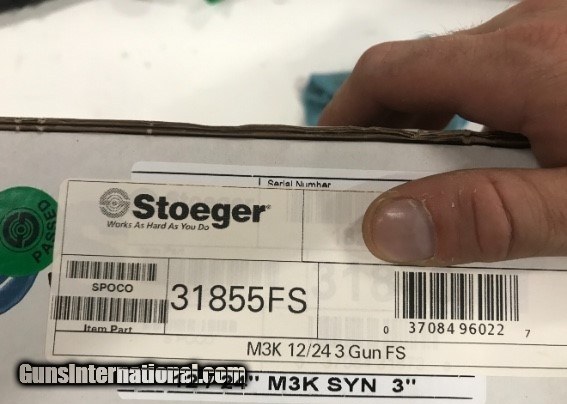 Serial Number
Stoeger®
Works As Hard As You Do
PASSED
SPOCO
31855FS
Item Part
0 37084 96022 7
M3K 12/24 3 Gun FS
GunsInternational.com
24" M3K SYN 3"